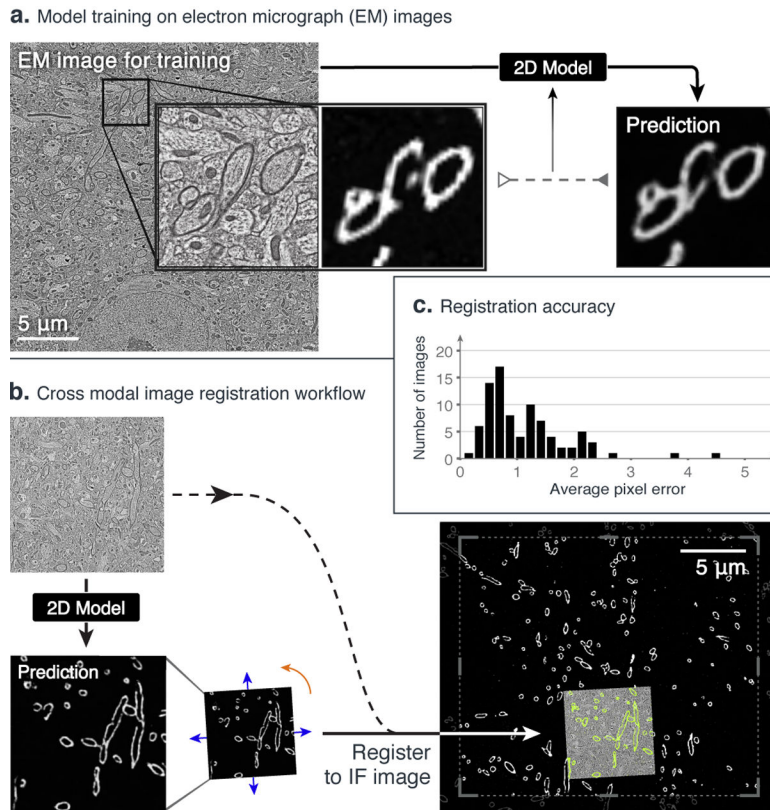 a. Model training on electron micrograph (EM) images
EM image for training
2D Model
Prediction
5 µm
c. Registration accuracy
Number of images
20
15
10
5
0
0
1
2
3
4
5
Average pixel error
b. Cross modal image registration workflow
2D Model
Prediction
Register
to IF image
5 µm